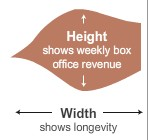 Height
shows weekly box
office revenue
Width
shows longevity